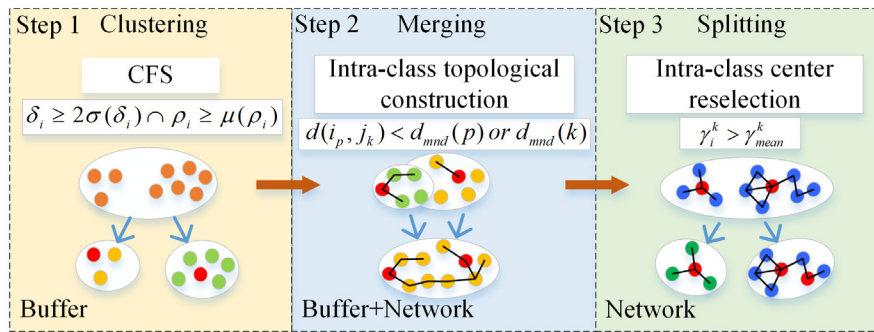 Step 1 Clustering
CFS
δ_i ≥ 2σ(δ_i) ∩ ρ_i ≥ μ(ρ_i)
Buffer
Step 2 Merging
Intra-class topological
construction
d(i_p, j_k) < d_mnd(p) or d_mnd(k)
Buffer+Network
Step 3 Splitting
Intra-class center
reselection
γ_i^k > γ_mean^k
Network